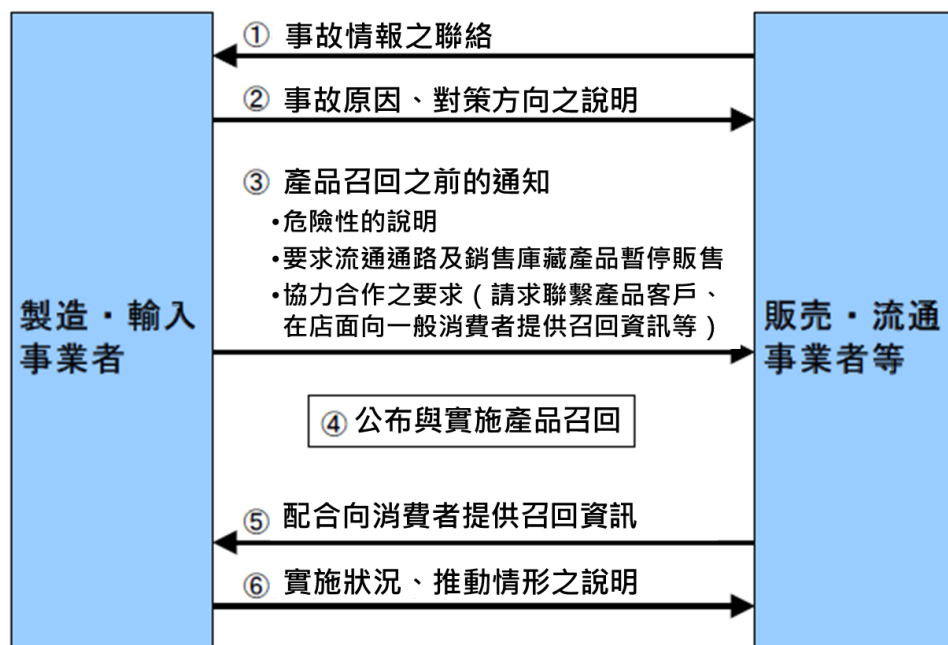 ① 事故情報之聯絡
② 事故原因、對策方向之說明
③ 產品召回之前的通知
•危險性的說明
•要求流通通路及銷售庫藏產品暫停販售
•協力合作之要求（請求聯繫產品客戶、
在店面向一般消費者提供召回資訊等）
製造・輸入
事業者
販売・流通
事業者等
④ 公布與實施產品召回
⑤ 配合向消費者提供召回資訊
⑥ 實施狀況、推動情形之說明